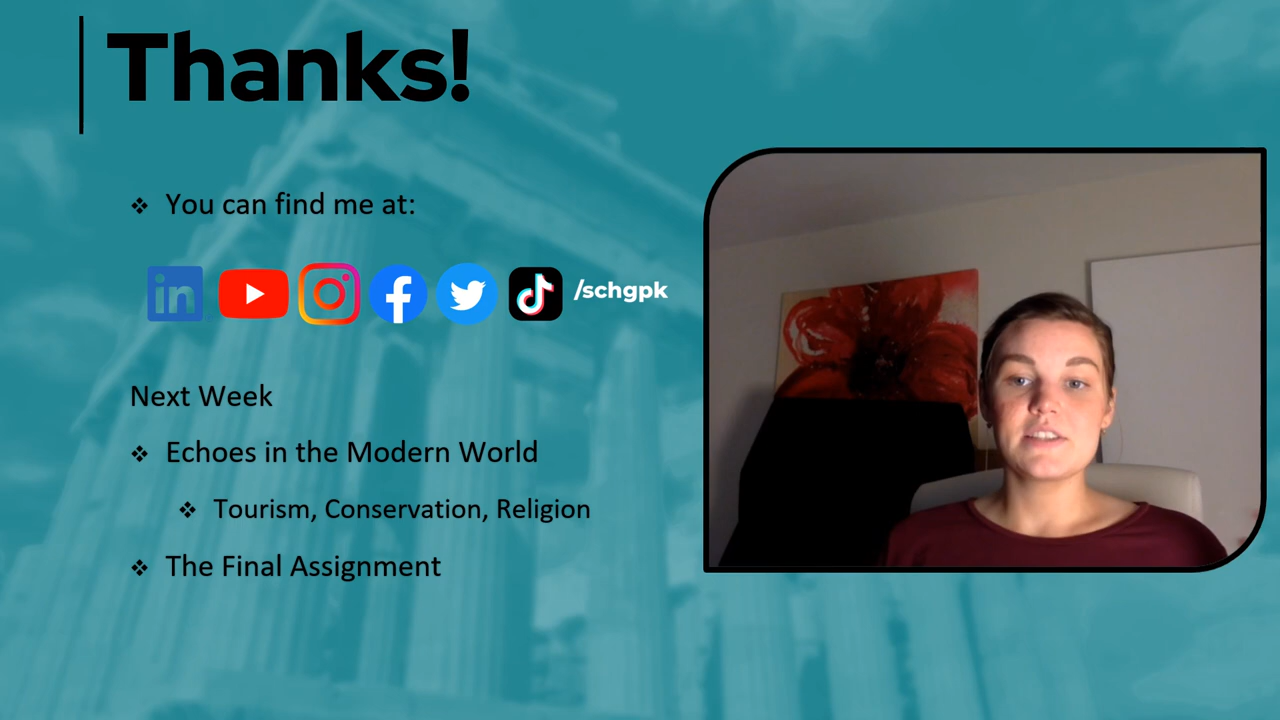 Thanks!
You can find me at:
in
/schgpk
Next Week
Echoes in the Modern World
Tourism, Conservation, Religion
The Final Assignment